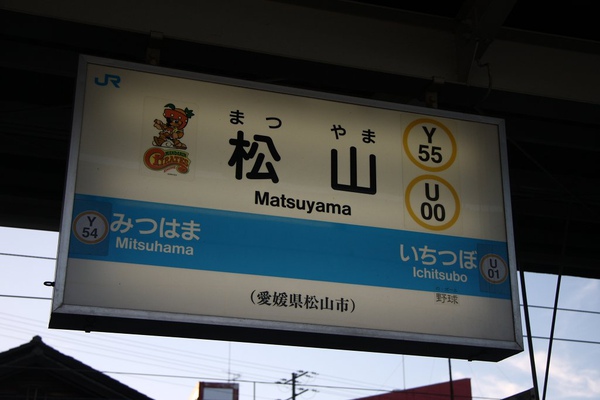 JR
まつ やま
松山
Matsuyama
Y
55
U
00
Y
54
みつはま
Mitsuhama
いちつぼ
Ichitsubo
U
01
野球
(愛媛県松山市)